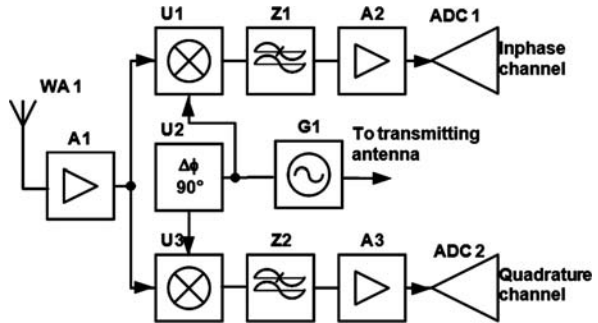 U1
Z1
A2
ADC 1
Inphase
channel
WA 1
A1
U2
G1
To transmitting
antenna
Δϕ
90°
U3
Z2
A3
ADC 2
Quadrature
channel